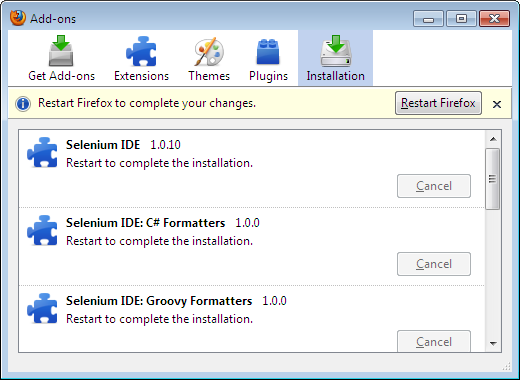 Add-ons
Get Add-ons Extensions Themes Plugins Installation
Restart Firefox to complete your changes. Restart Firefox
Selenium IDE 1.0.10
Restart to complete the installation.
Cancel
Selenium IDE: C# Formatters 1.0.0
Restart to complete the installation.
Cancel
Selenium IDE: Groovy Formatters 1.0.0
Restart to complete the installation.
Cancel